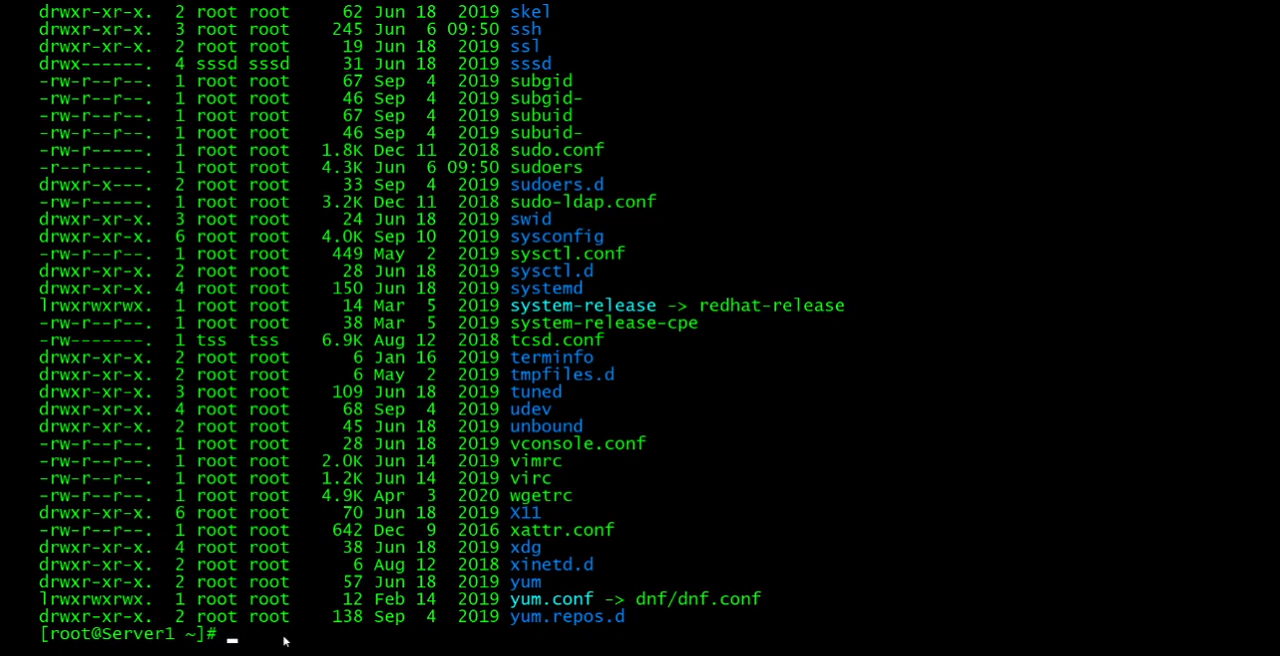 drwxr-xr-x.  2 root root     62 Jun 18  2019 skel
drwxr-xr-x.  3 root root    245 Jun  6 09:50 ssh
drwxr-xr-x.  2 root root     19 Jun 18  2019 ssl
drwx------.  4 sssd sssd     31 Jun 18  2019 sssd
-rw-r--r--.  1 root root     67 Sep  4  2019 subgid
-rw-r--r--.  1 root root     46 Sep  4  2019 subgid-
-rw-r--r--.  1 root root     67 Sep  4  2019 subuid
-rw-r--r--.  1 root root     46 Sep  4  2019 subuid-
-rw-r-----.  1 root root   1.8K Dec 11  2018 sudo.conf
-r--r-----.  1 root root   4.3K Jun  6 09:50 sudoers
drwxr-x---.  2 root root     33 Sep  4  2019 sudoers.d
-rw-r-----.  1 root root   3.2K Dec 11  2018 sudo-ldap.conf
drwxr-xr-x.  3 root root     24 Jun 18  2019 swid
drwxr-xr-x.  6 root root   4.0K Sep 10  2019 sysconfig
-rw-r--r--.  1 root root    449 May  2  2019 sysctl.conf
drwxr-xr-x.  2 root root     28 Jun 18  2019 sysctl.d
drwxr-xr-x.  4 root root    150 Jun 18  2019 systemd
lrwxrwxrwx.  1 root root     14 Mar  5  2019 system-release -> redhat-release
-rw-r--r--.  1 root root     38 Mar  5  2019 system-release-cpe
-rw-------.  1 tss  tss    6.9K Aug 12  2018 tcsd.conf
drwxr-xr-x.  2 root root      6 Jan 16  2019 terminfo
drwxr-xr-x.  2 root root      6 May  2  2019 tmpfiles.d
drwxr-xr-x.  3 root root    109 Jun 18  2019 tuned
drwxr-xr-x.  4 root root     68 Sep  4  2019 udev
drwxr-xr-x.  2 root root     45 Jun 18  2019 unbound
-rw-r--r--.  1 root root     28 Jun 18  2019 vconsole.conf
-rw-r--r--.  1 root root   2.0K Jun 14  2019 vimrc
-rw-r--r--.  1 root root   1.2K Jun 14  2019 virc
-rw-r--r--.  1 root root   4.9K Apr  3  2020 wgetrc
drwxr-xr-x.  6 root root     70 Jun 18  2019 X11
-rw-r--r--.  1 root root    642 Dec  9  2016 xattr.conf
drwxr-xr-x.  4 root root     38 Jun 18  2019 xdg
drwxr-xr-x.  2 root root      6 Aug 12  2018 xinetd.d
drwxr-xr-x.  2 root root     57 Jun 18  2019 yum
lrwxrwxrwx.  1 root root     12 Feb 14  2019 yum.conf -> dnf/dnf.conf
drwxr-xr-x.  2 root root    138 Sep  4  2019 yum.repos.d
[root@Server1 ~]#